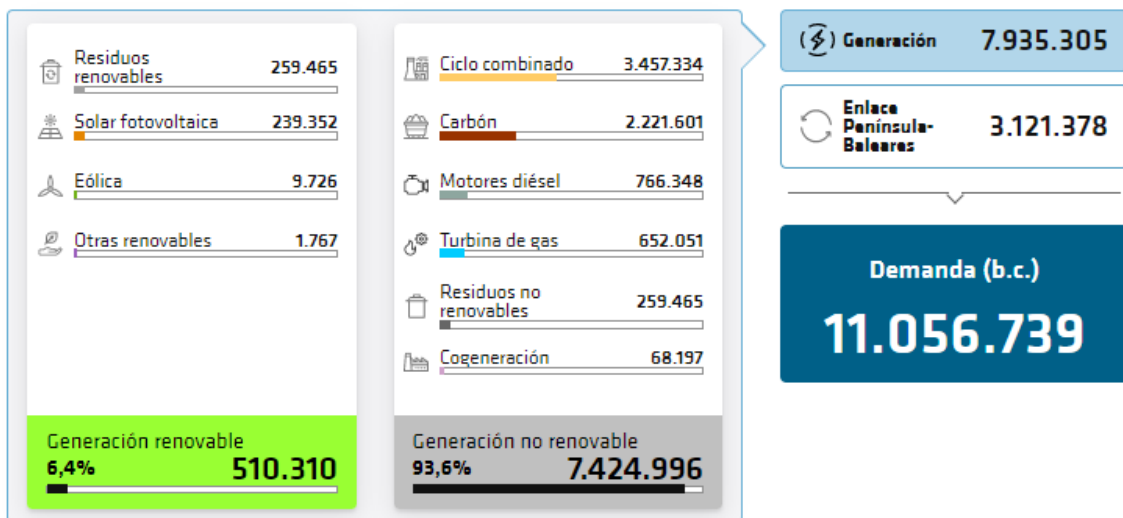 Residuos
renovables
259.465
Solar fotovoltaica
239.352
Eólica
9.726
Otras renovables
1.767
Generación renovable
6,4%
510.310
Ciclo combinado
3.457.334
Carbón
2.221.601
Motores diésel
766.348
Turbina de gas
652.051
Residuos no
renovables
259.465
Cogeneración
68.197
Generación no renovable
93,6%
7.424.996
Generación
7.935.305
Enlace
Península-
Baleares
3.121.378
Demanda (b.c.)
11.056.739